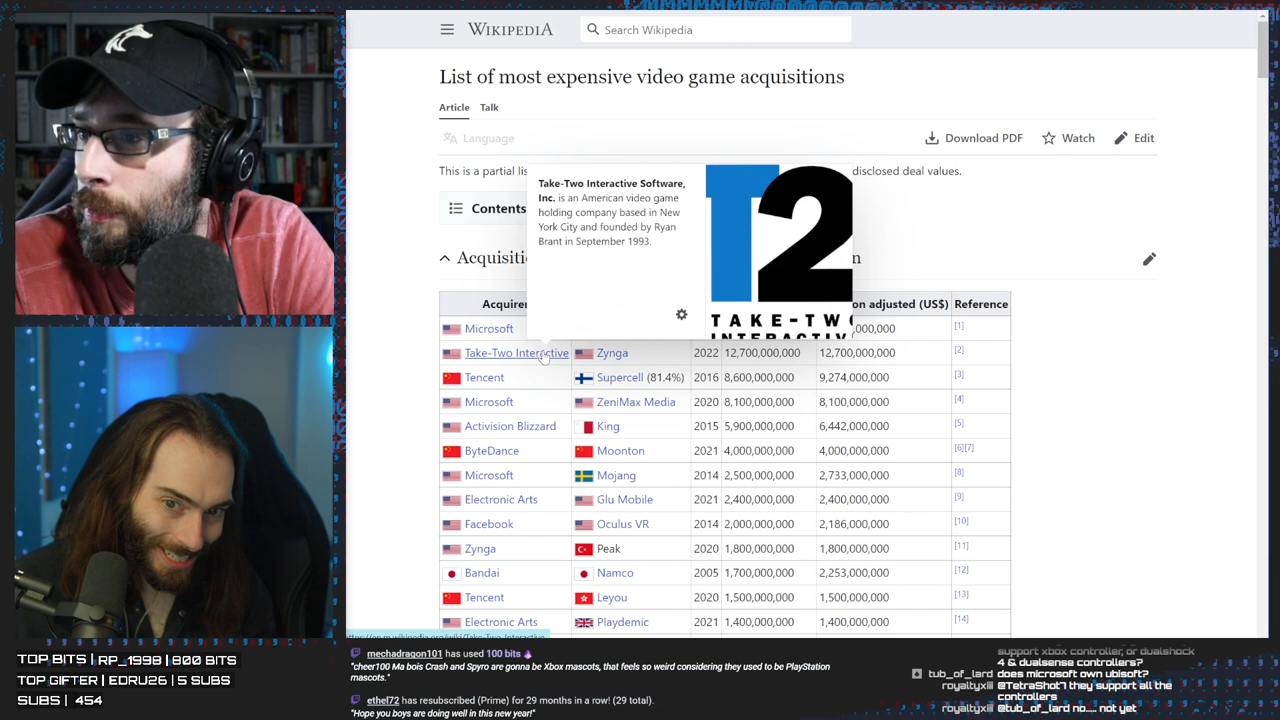 WIKIPEDIA
Search Wikipedia
List of most expensive video game acquisitions
Article Talk
Language
Download PDF Watch Edit
This is a partial lis
disclosed deal values.
Take-Two Interactive Software,
Inc. is an American video game
holding company based in New
York City and founded by Ryan
Brant in September 1993.
T2
TAKE-TWO
INTERACTIVE
Contents
Acquisiti
n
Acquirer
on adjusted (US$) Reference
Microsoft ,000,000 [1]
Take-Two Interactive Zynga 2022 12,700,000,000 12,700,000,000 [2]
Tencent Supercell (81.4%) 2016 8,600,000,000 9,274,000,000 [3]
Microsoft ZeniMax Media 2020 8,100,000,000 8,100,000,000 [4]
Activision Blizzard King 2015 5,900,000,000 6,442,000,000 [5]
ByteDance Moonton 2021 4,000,000,000 4,000,000,000 [6][7]
Microsoft Mojang 2014 2,500,000,000 2,733,000,000 [8]
Electronic Arts Glu Mobile 2021 2,400,000,000 2,400,000,000 [9]
Facebook Oculus VR 2014 2,000,000,000 2,186,000,000 [10]
Zynga Peak 2020 1,800,000,000 1,800,000,000 [11]
Bandai Namco 2005 1,700,000,000 2,253,000,000 [12]
Tencent Leyou 2020 1,500,000,000 1,500,000,000 [13]
Electronic Arts Playdemic 2021 1,400,000,000 1,400,000,000 [14]
https://en.m.wikipedia.org/wiki/Take-Two_Interactive
TOP BITS | RP_1998 | 800 BITS
TOP GIFTER | EDRU26 | 5 SUBS
SUBS | 454
mechadragon101 has used 100 bits
"cheer100 Ma bois Crash and Spyro are gonna be Xbox mascots, that feels so weird considering they used to be PlayStation
mascots."
ethel72 has resubscribed (Prime) for 29 months in a row! (29 total).
"Hope you boys are doing well in this new year!"
support xbox controller, or dualshock
4 & dualsense controllers?
tub_of_lard does microsoft own ubisoft?
royaltyxiii @TetraShot7 they support all the
controllers
royaltyxiii @tub_of_lard no.... not yet